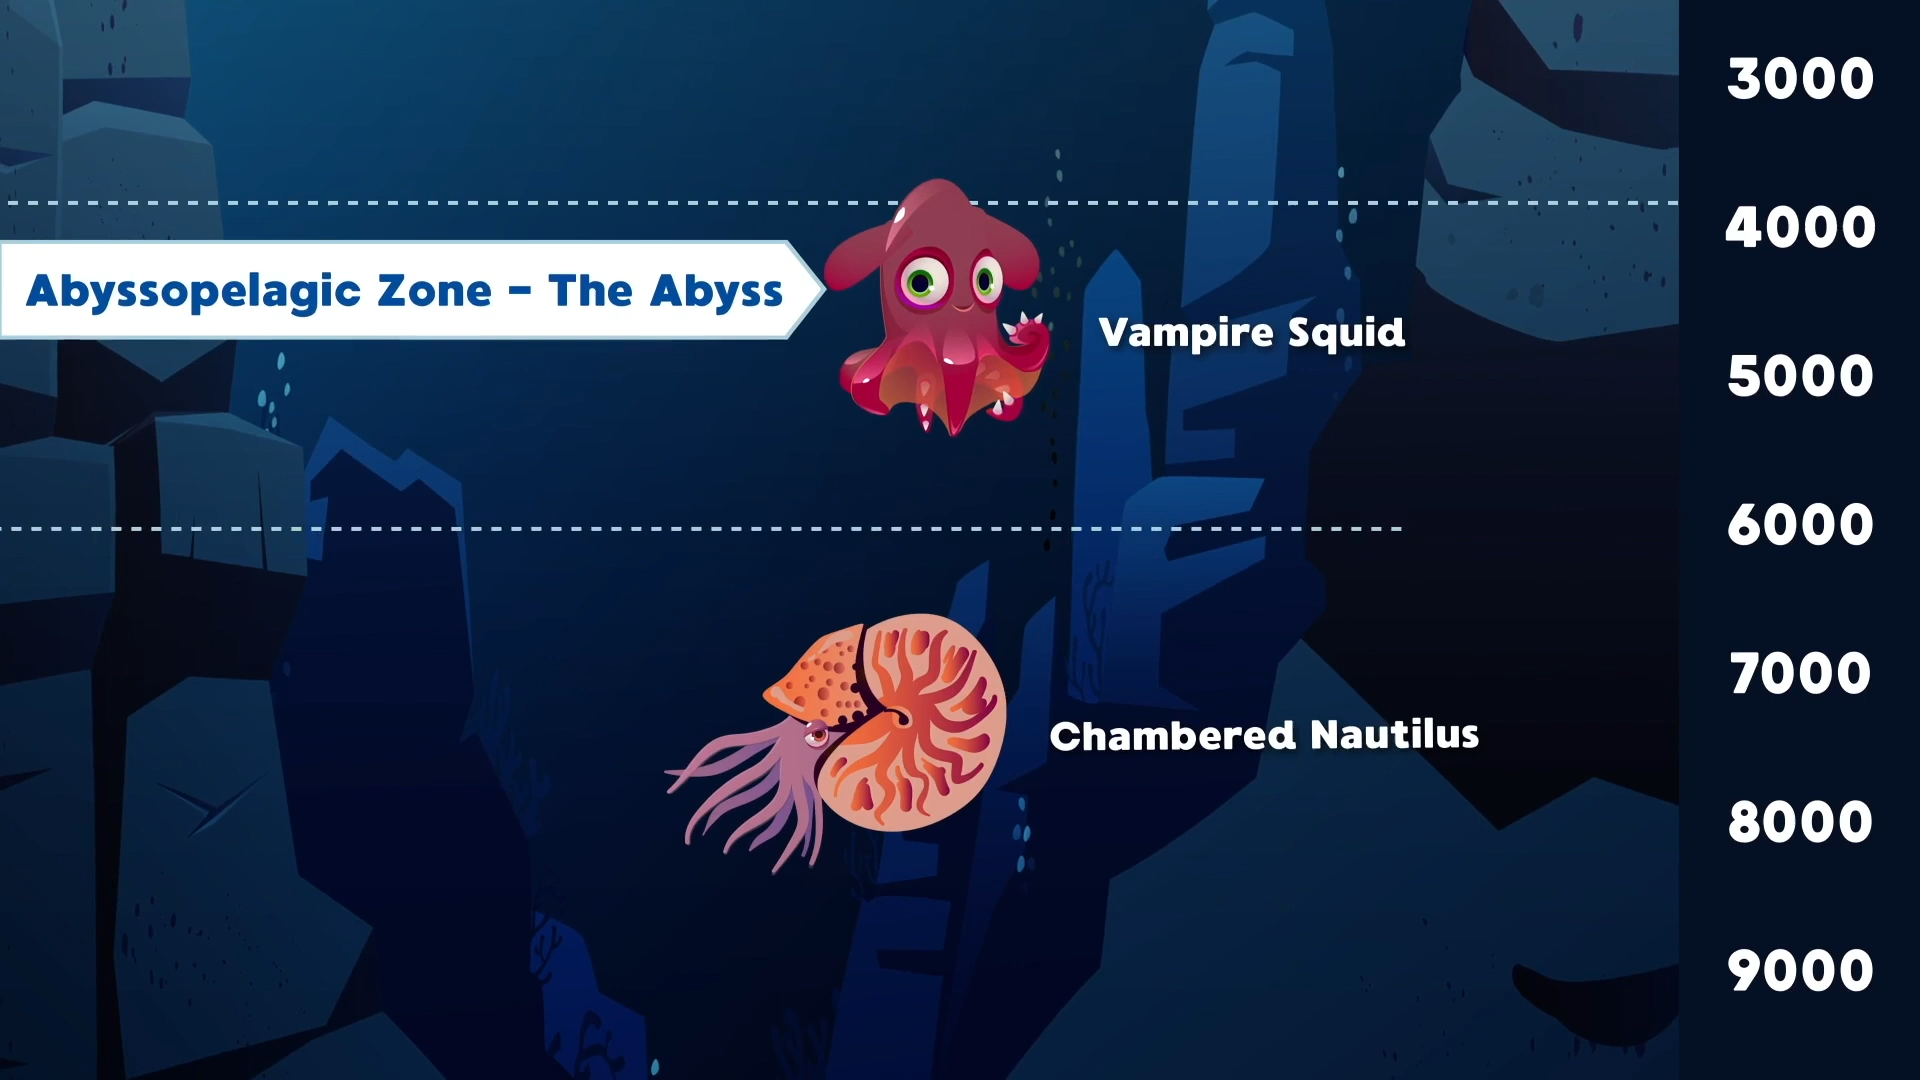 3000
4000
Abyssopelagic Zone - The Abyss
Vampire Squid
5000
6000
7000
Chambered Nautilus
8000
9000